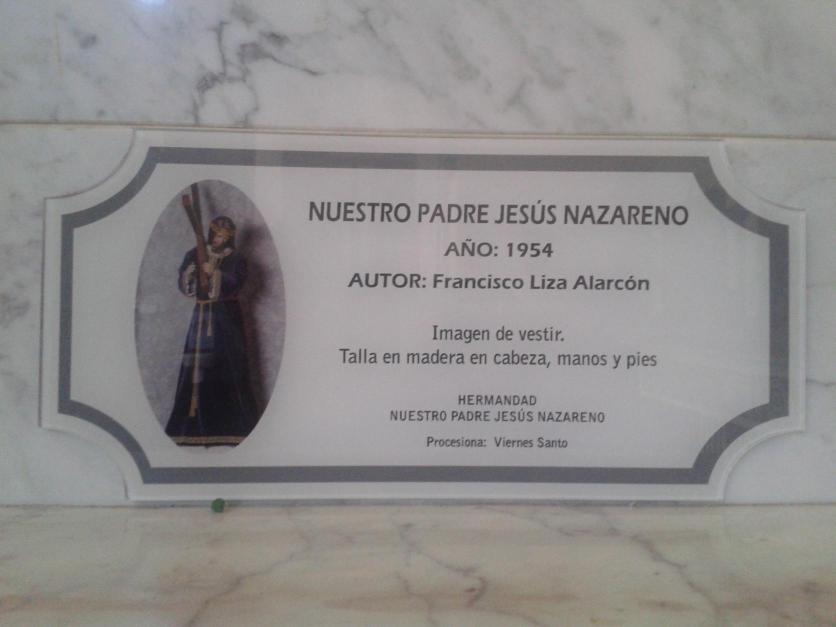 NUESTRO PADRE JESÚS NAZARENO
AÑO: 1954
AUTOR: Francisco Liza Alarcón
Imagen de vestir.
Talla en madera en cabeza, manos y pies
HERMANDAD
NUESTRO PADRE JESÚS NAZARENO
Procesiona: Viernes Santo